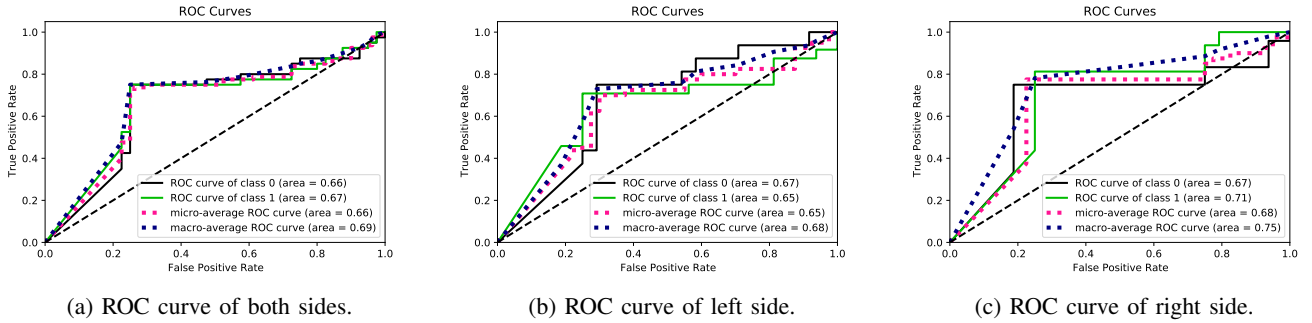 ROC Curves
True Positive Rate
1.0
0.8
0.6
0.4
0.2
0.0
ROC curve of class 0 (area = 0.66)
ROC curve of class 1 (area = 0.67)
micro-average ROC curve (area = 0.66)
macro-average ROC curve (area = 0.69)
0.0 0.2 0.4 0.6 0.8 1.0
False Positive Rate
(a) ROC curve of both sides.
ROC Curves
True Positive Rate
1.0
0.8
0.6
0.4
0.2
0.0
ROC curve of class 0 (area = 0.67)
ROC curve of class 1 (area = 0.65)
micro-average ROC curve (area = 0.65)
macro-average ROC curve (area = 0.68)
0.0 0.2 0.4 0.6 0.8 1.0
False Positive Rate
(b) ROC curve of left side.
ROC Curves
True Positive Rate
1.0
0.8
0.6
0.4
0.2
0.0
ROC curve of class 0 (area = 0.67)
ROC curve of class 1 (area = 0.71)
micro-average ROC curve (area = 0.68)
macro-average ROC curve (area = 0.75)
0.0 0.2 0.4 0.6 0.8 1.0
False Positive Rate
(c) ROC curve of right side.